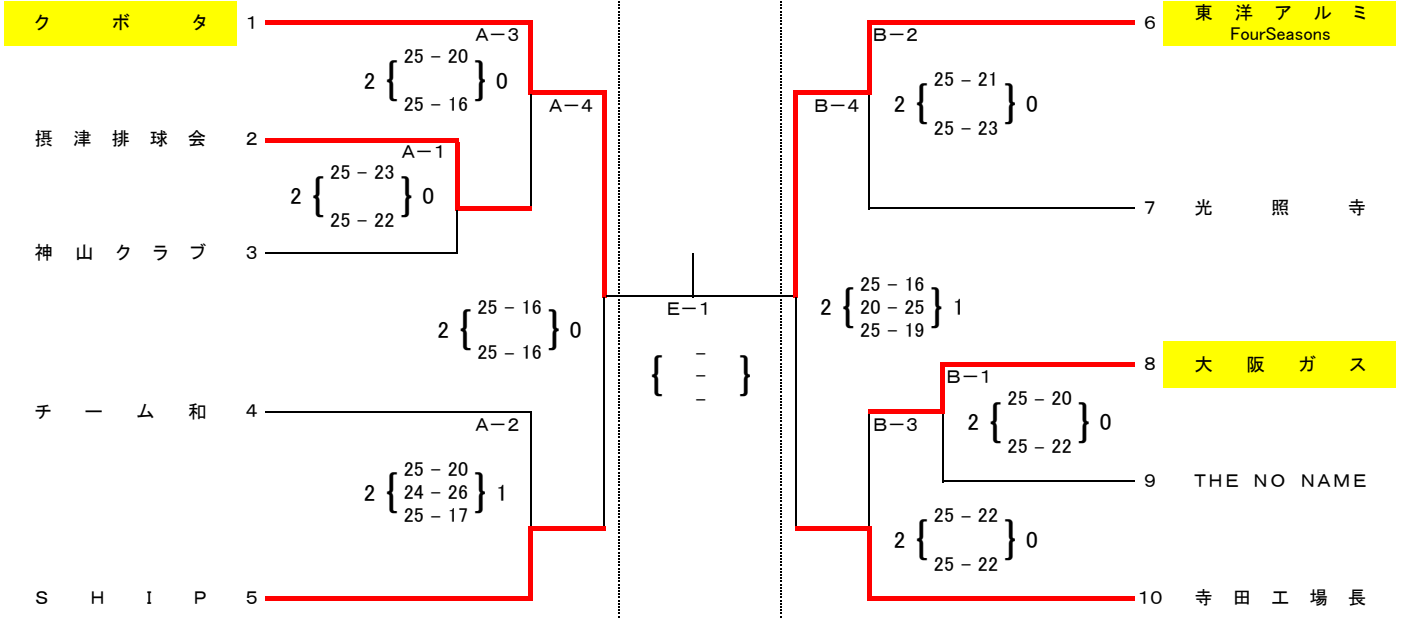 クボタ 1
A-3
25 - 20
2 { } 0
25 - 16
A-4
摂津排球会 2
A-1
25 - 23
2 { } 0
25 - 22
神山クラブ 3
25 - 16
2 { } 0
25 - 16
チーム和 4
A-2
25 - 20
2 { 24 - 26 } 1
25 - 17
SHIP 5
E-1
-
{ - }
-
6 東洋アルミ
FourSeasons
B-2
25 - 21
2 { } 0
25 - 23
B-4
7 光照寺
25 - 16
2 { 20 - 25 } 1
25 - 19
8 大阪ガス
B-1
25 - 20
2 { } 0
25 - 22
B-3
9 THE NO NAME
25 - 22
2 { } 0
25 - 22
10 寺田工場長